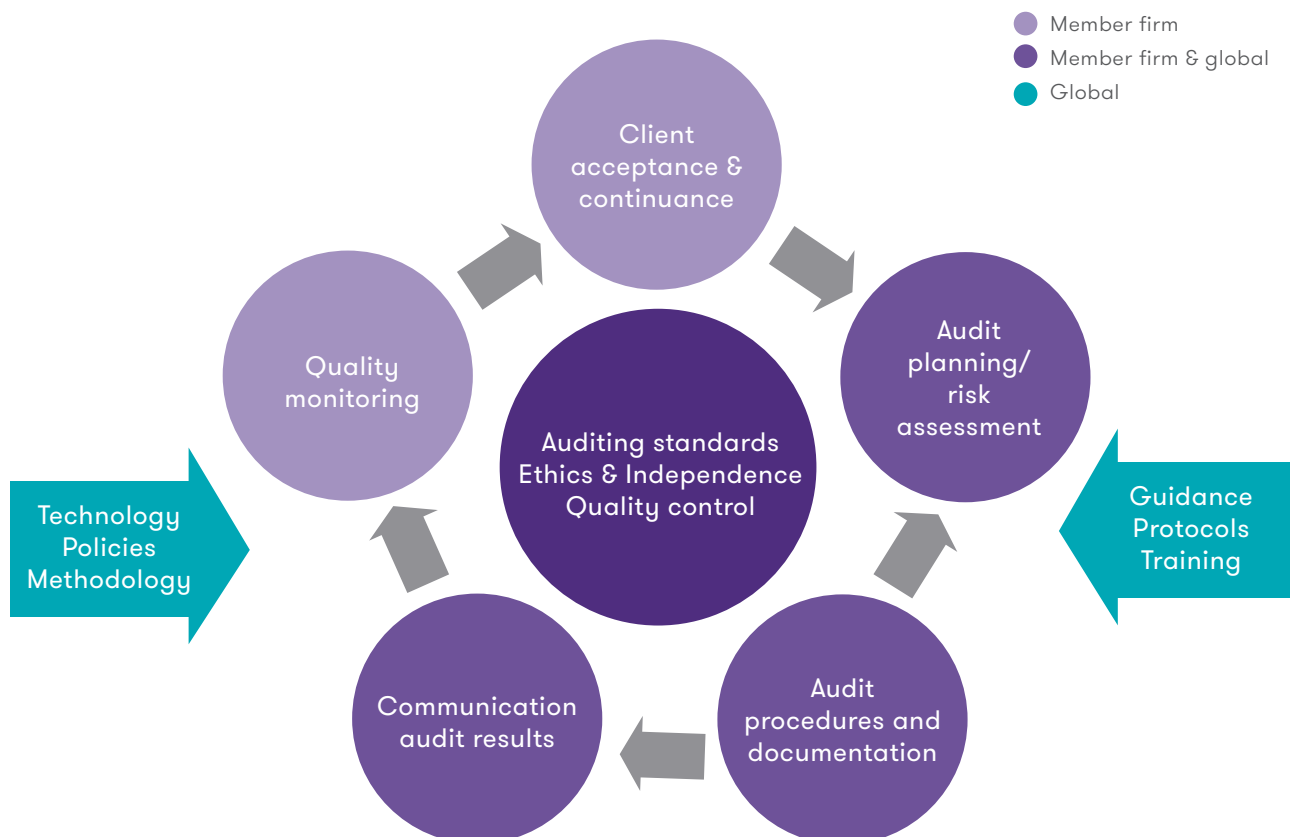 Member firm
Member firm & global
Global
Client
acceptance &
continuance
Quality
monitoring
Audit
planning/
risk
assessment
Auditing standards
Ethics & Independence
Quality control
Technology
Policies
Methodology
Guidance
Protocols
Training
Communication
audit results
Audit
procedures and
documentation